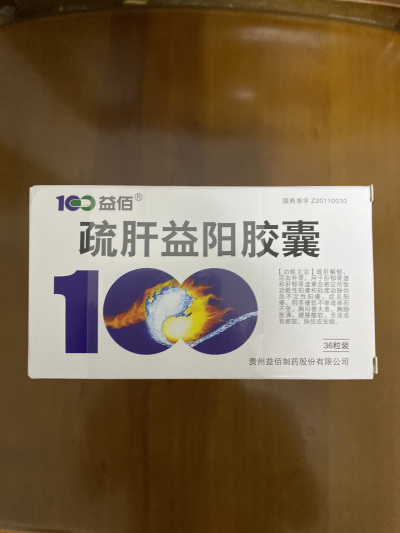 100益佰®
国药准字Z20110030
疏肝益阳胶囊
100
【功能主治】疏肝解郁，
活血补肾。用于肝郁肾虚
和肝郁肾虚兼血瘀证所致
功能性阳痿和轻度动脉供
血不足性阳痿，症见阳痿，
阴茎痿软不举或举而
不坚，胸闷善太息，胸胁
胀满，腰膝酸软，舌淡或
有瘀斑，脉弦或弦细。
36粒装
贵州益佰制药股份有限公司